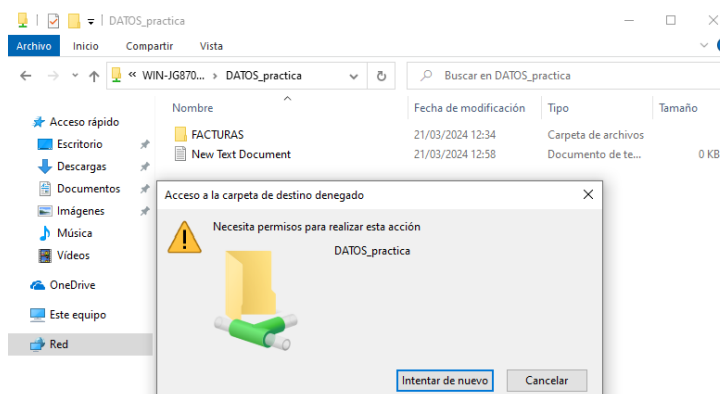 DATOS_practica
Archivo Inicio Compartir Vista
« WIN-JG870... › DATOS_practica
Buscar en DATOS_practica
Nombre Fecha de modificación Tipo Tamaño
Acceso rápido
Escritorio
Descargas
Documentos
Imágenes
Música
Vídeos
OneDrive
Este equipo
Red
FACTURAS 21/03/2024 12:34 Carpeta de archivos
New Text Document 21/03/2024 12:58 Documento de te... 0 KB
Acceso a la carpeta de destino denegado
Necesita permisos para realizar esta acción
DATOS_practica
Intentar de nuevo Cancelar